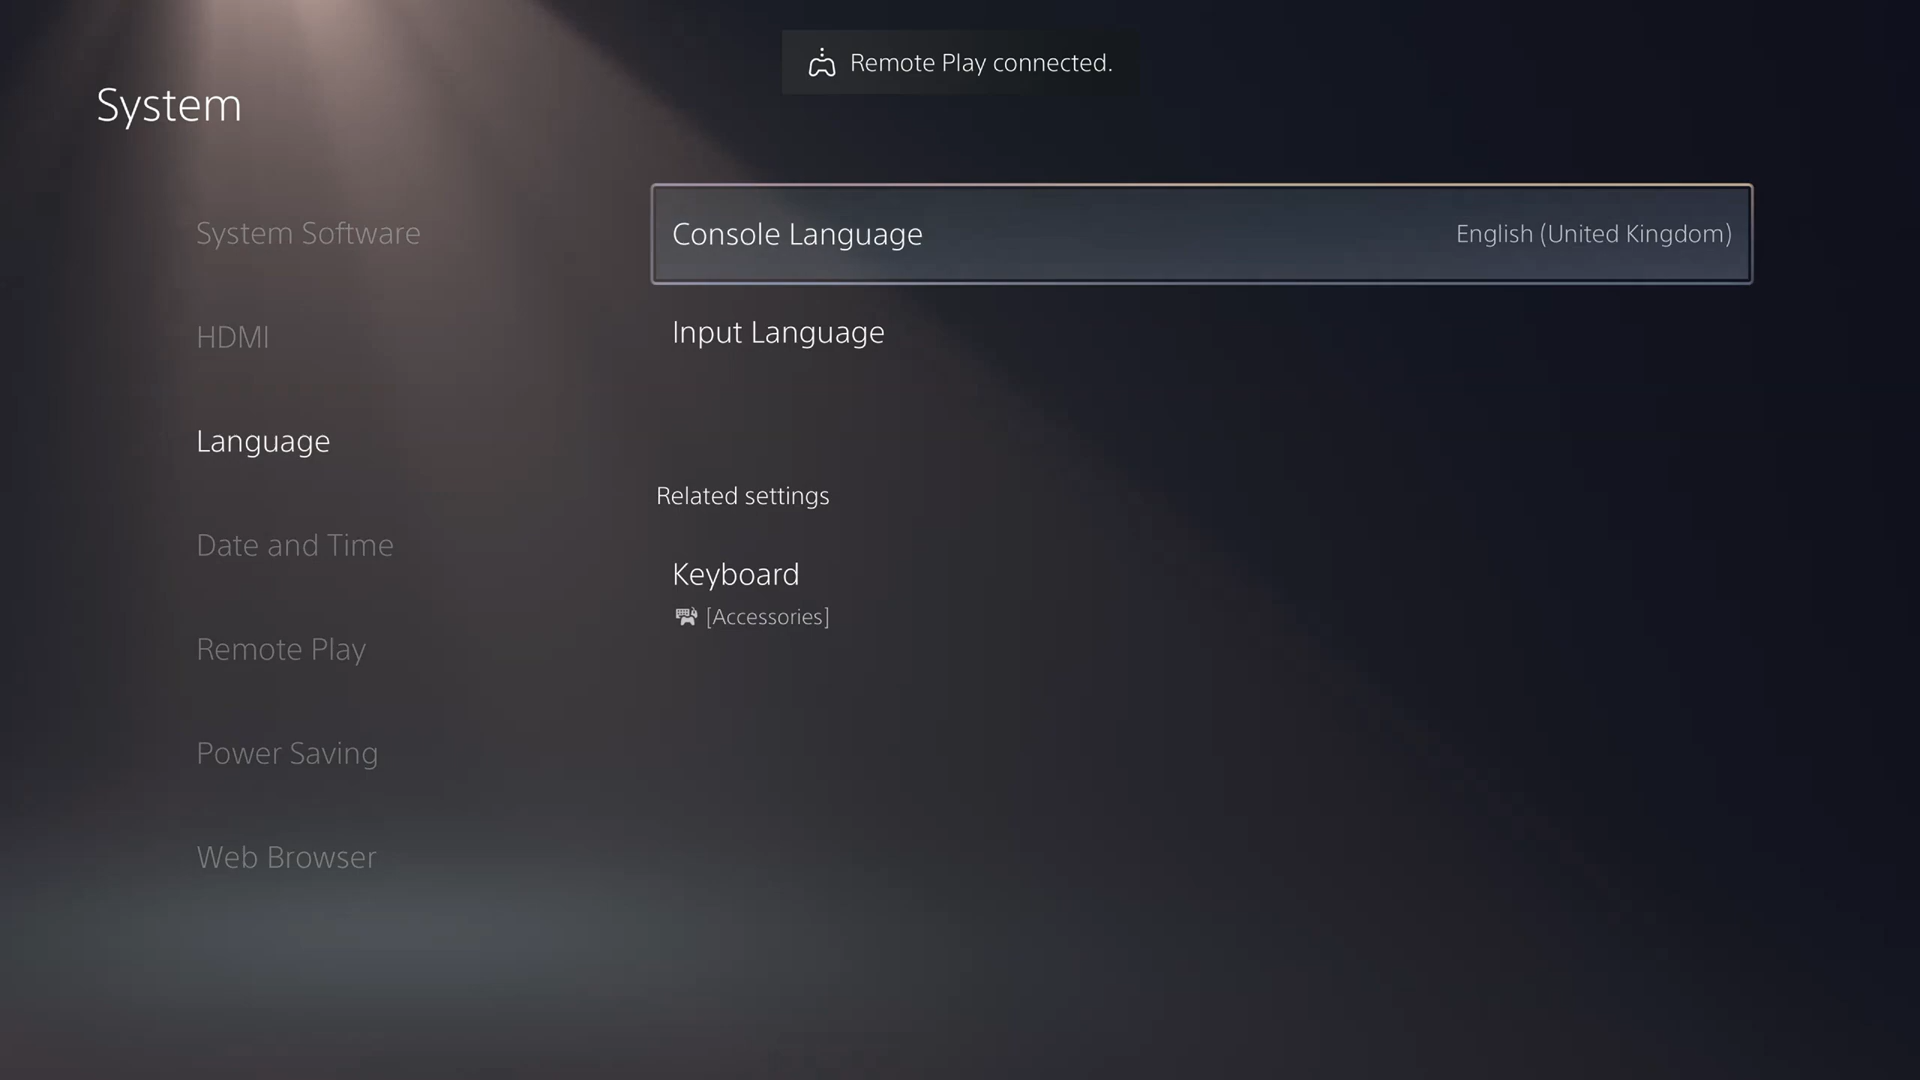 Remote Play connected.
System
System Software
HDMI
Language
Date and Time
Remote Play
Power Saving
Web Browser
Console Language English (United Kingdom)
Input Language
Related settings
Keyboard
[Accessories]